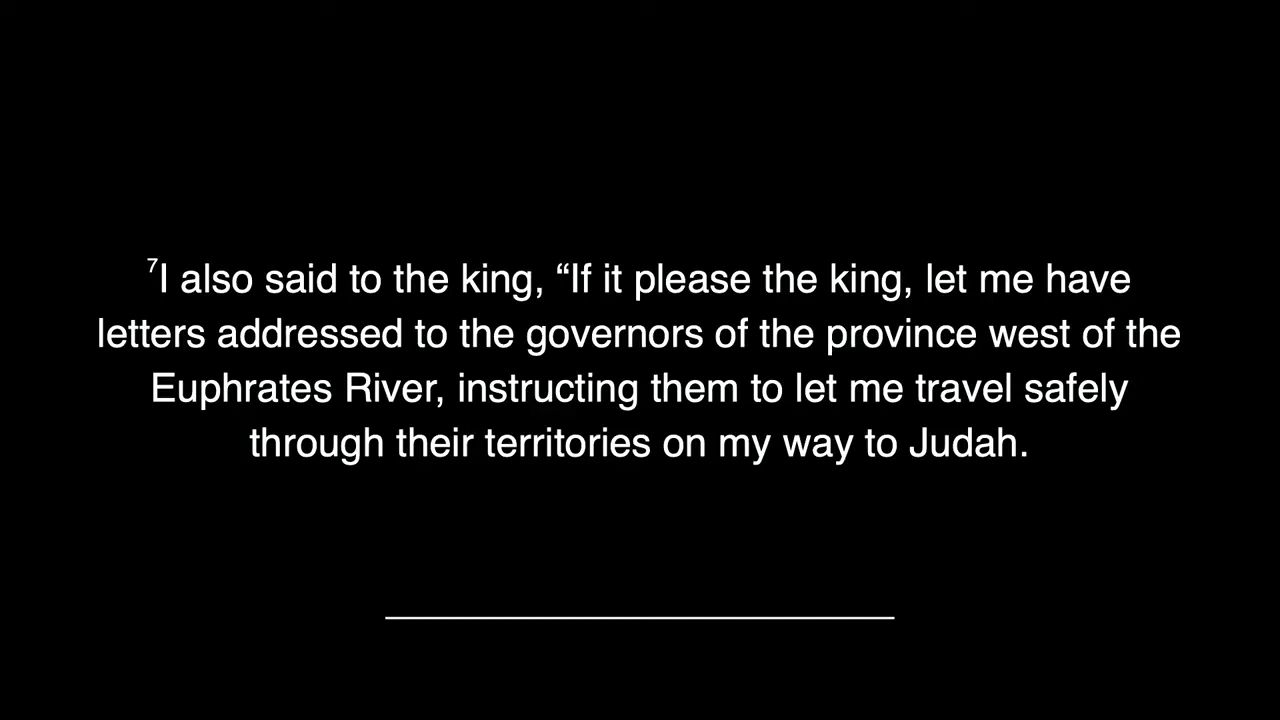 ⁷I also said to the king, “If it please the king, let me have
letters addressed to the governors of the province west of the
Euphrates River, instructing them to let me travel safely
through their territories on my way to Judah.